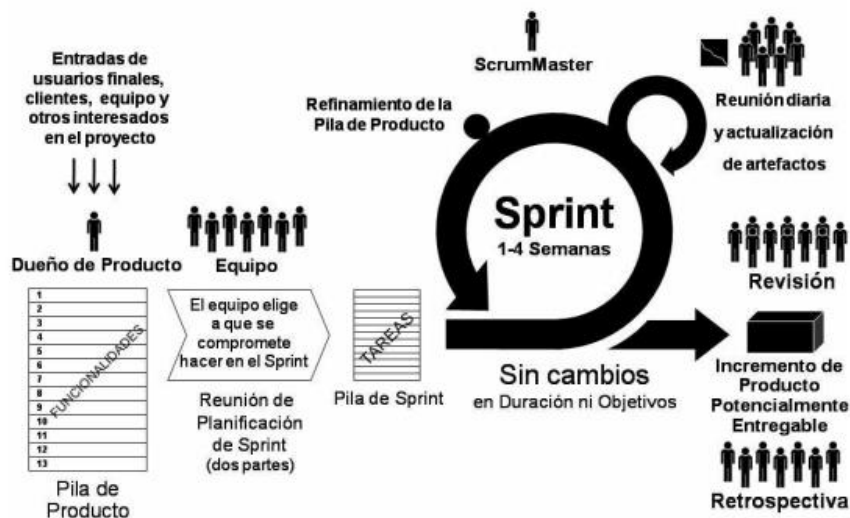 Entradas de
usuarios finales,
clientes, equipo y
otros interesados
en el proyecto
Dueño de Producto
1
2
3
4
5
6
7
8
9
10
11
12
13
FUNCIONALIDADES
Pila de
Producto
Equipo
El equipo elige
a que se
compromete
hacer en el Sprint
Reunión de
Planificación
de Sprint
(dos partes)
TAREAS
Pila de Sprint
ScrumMaster
Refinamiento de la
Pila de Producto
Sprint
1-4 Semanas
Sin cambios
en Duración ni Objetivos
Reunión diaria
y actualización
de artefactos
Revisión
Incremento de
Producto
Potencialmente
Entregable
Retrospectiva